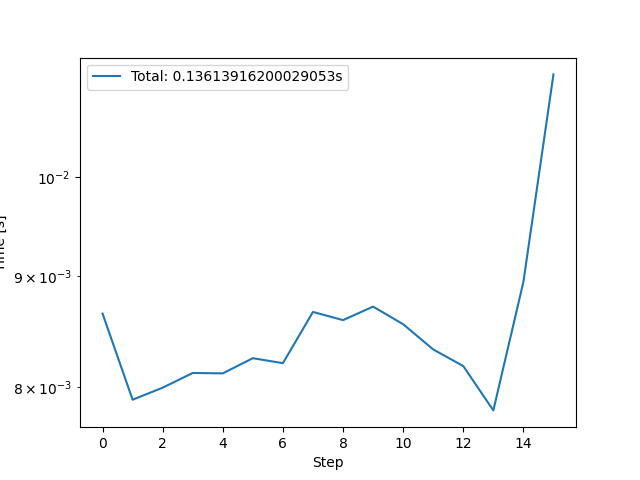 Total: 0.13613916200029053s
10⁻²
9 × 10⁻³
8 × 10⁻³
Time [s]
0 2 4 6 8 10 12 14
Step